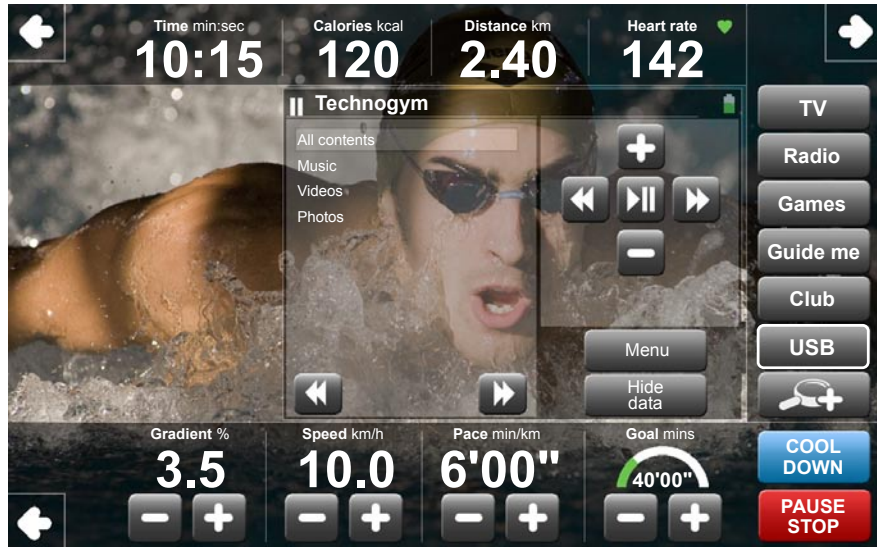 Time min:sec
10:15
Calories kcal
120
Distance km
2.40
Heart rate
142
Technogym
All contents
Music
Videos
Photos
Menu
Hide
data
TV
Radio
Games
Guide me
Club
USB
Gradient %
3.5
Speed km/h
10.0
Pace min/km
6'00"
Goal mins
40'00"
COOL
DOWN
PAUSE
STOP